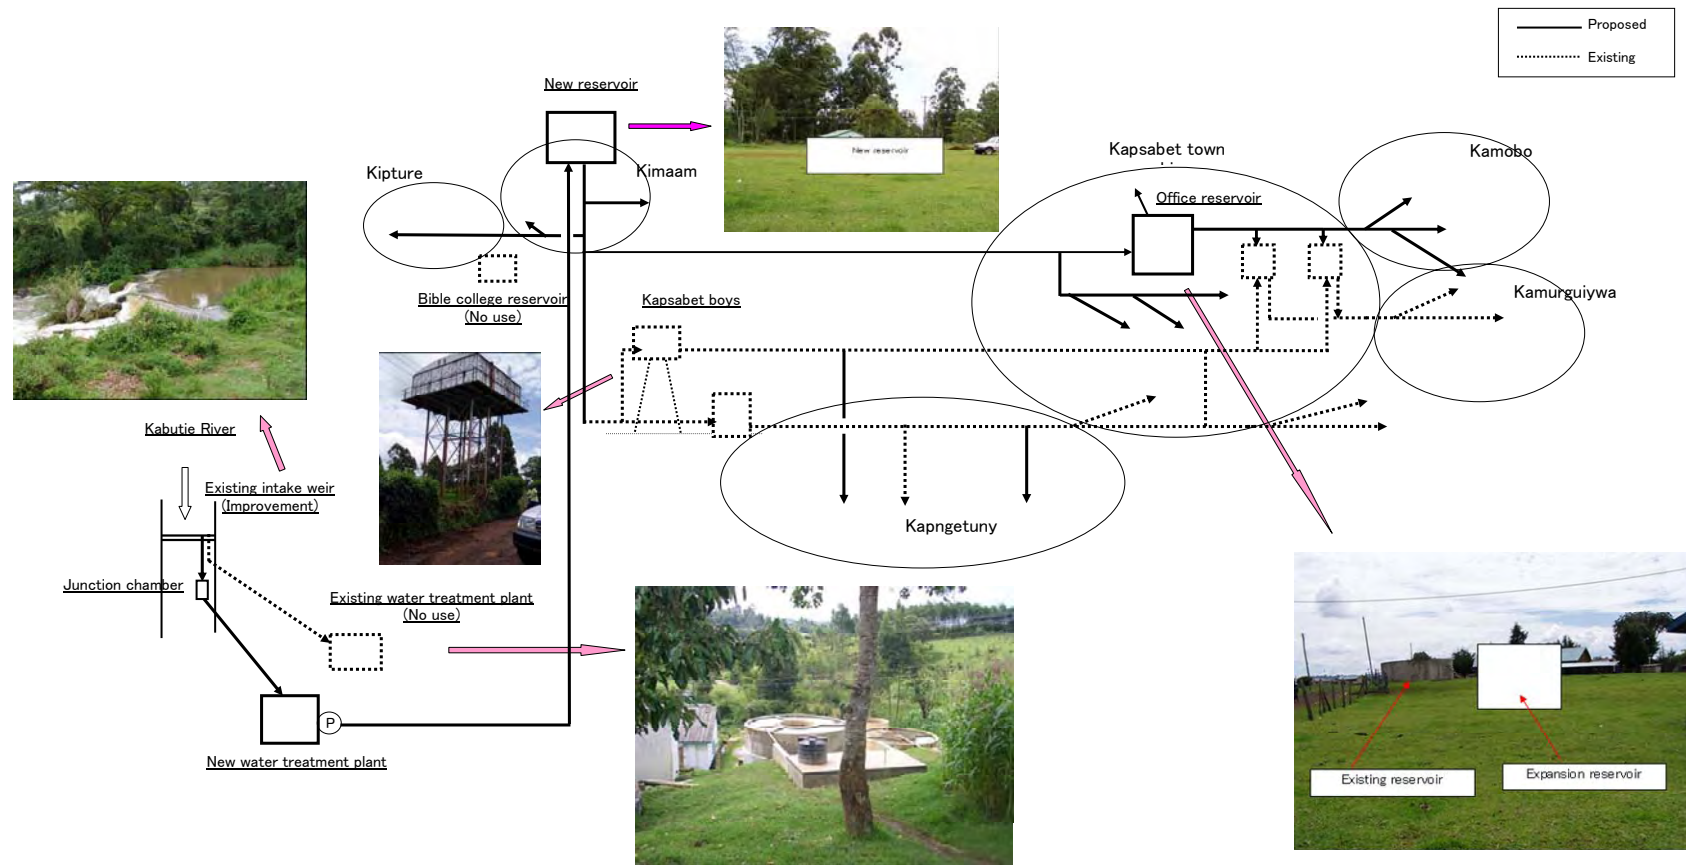 Proposed
Existing
New reservoir
New reservoir
Kapsabet town
Kamobo
Kipture
Kimaam
Office reservoir
Bible college reservoir
(No use)
Kapsabet boys
Kamurguiywa
Kabutie River
Existing intake weir
(Improvement)
Kapngetuny
Junction chamber
Existing water treatment plant
(No use)
P
New water treatment plant
Existing reservoir
Expansion reservoir